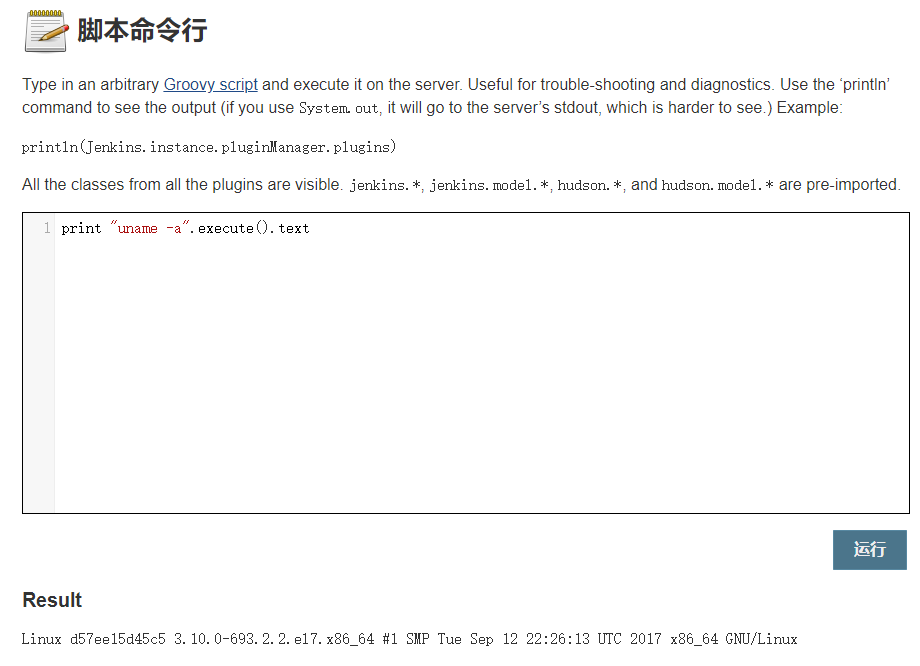 脚本命令行
Type in an arbitrary Groovy script and execute it on the server. Useful for trouble-shooting and diagnostics. Use the ‘println’
command to see the output (if you use System.out, it will go to the server’s stdout, which is harder to see.) Example:
println(Jenkins.instance.pluginManager.plugins)
All the classes from all the plugins are visible. jenkins.*, jenkins.model.*, hudson.*, and hudson.model.* are pre-imported.
1 print "uname -a".execute().text
运行
Result
Linux d57ee15d45c5 3.10.0-693.2.2.el7.x86_64 #1 SMP Tue Sep 12 22:26:13 UTC 2017 x86_64 GNU/Linux